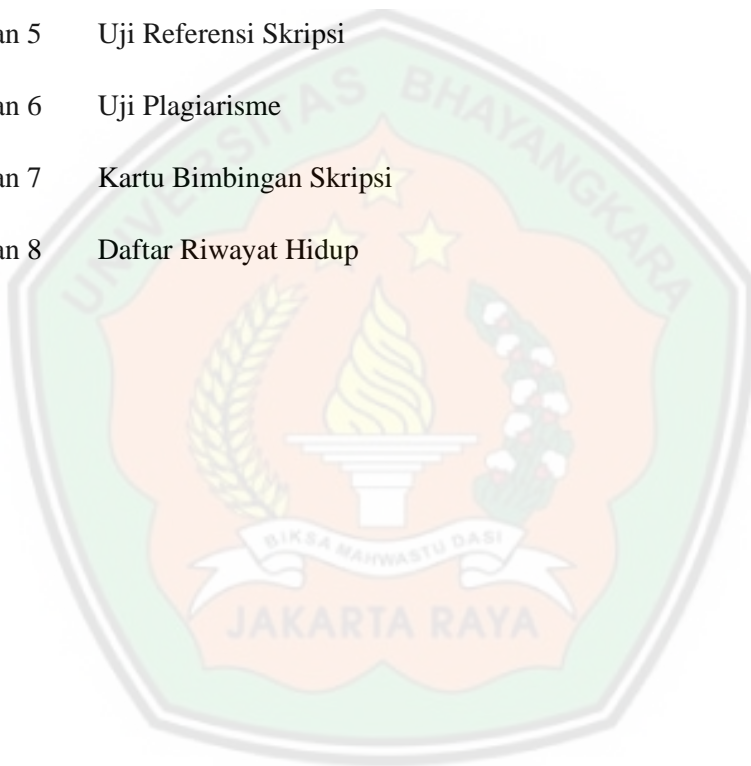 an 5 Uji Referensi Skripsi
an 6 Uji Plagiarisme
an 7 Kartu Bimbingan Skripsi
an 8 Daftar Riwayat Hidup
UNIVERSITAS BHAYANGKARA
BIKSA MAHWASTU DASI
JAKARTA RAYA